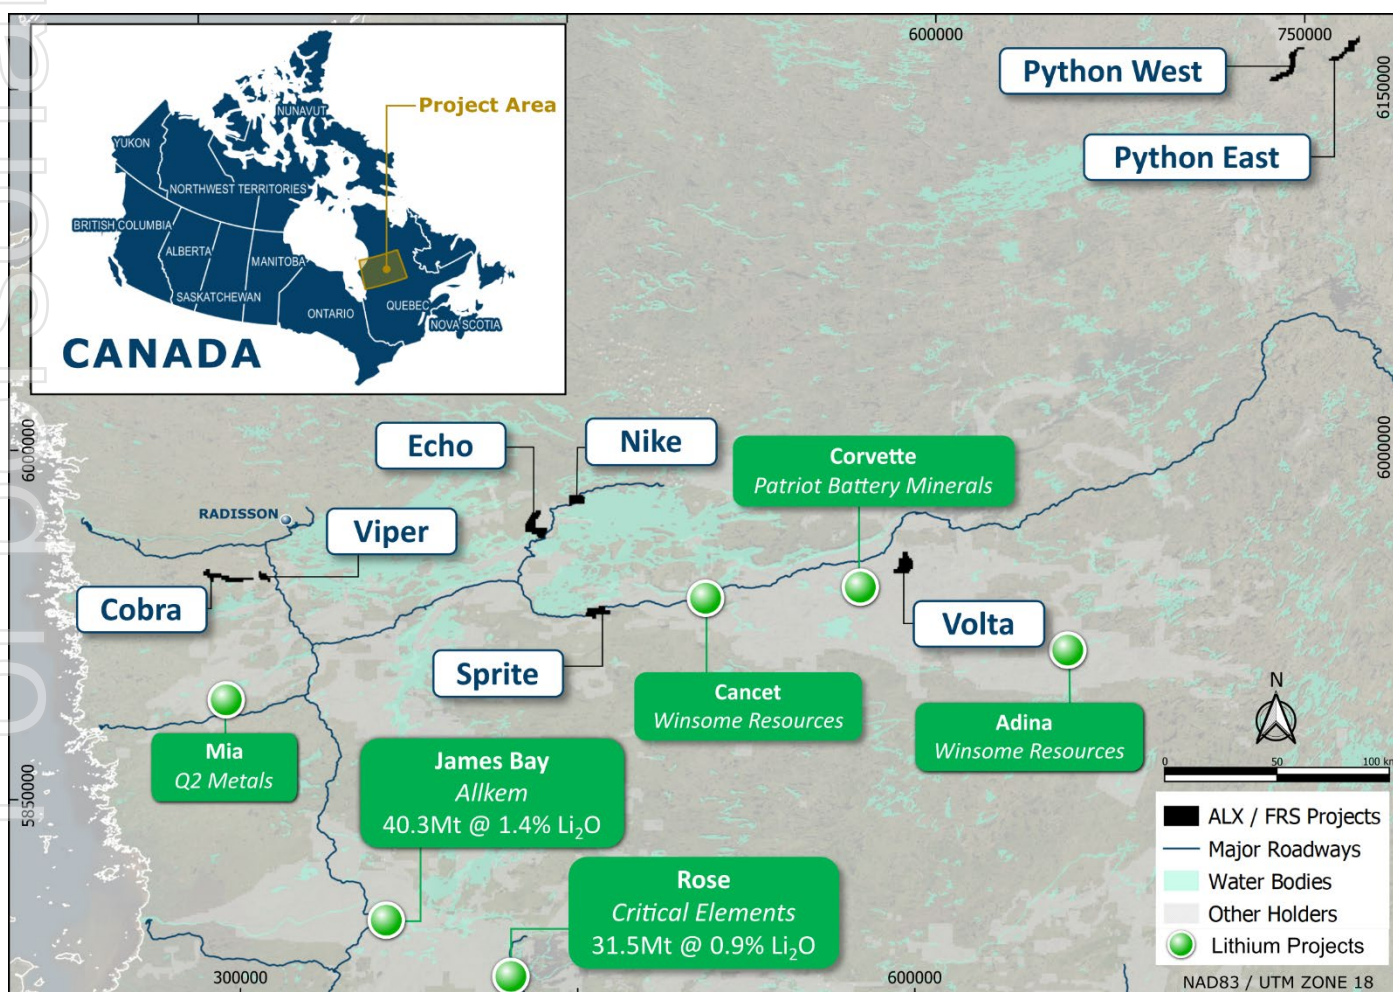 600000
750000
6150000
Python West
Python East
Project Area
NUNAVUT
YUKON
NORTHWEST TERRITORIES
BRITISH COLUMBIA
ALBERTA
MANITOBA
SASKATCHEWAN
ONTARIO
QUEBEC
NOVA SCOTIA
CANADA
6000000
6000000
Echo
Nike
Corvette
Patriot Battery Minerals
RADISSON
Viper
Cobra
Volta
Sprite
Cancet
Winsome Resources
Adina
Winsome Resources
Mia
Q2 Metals
James Bay
Allkem
40.3Mt @ 1.4% Li₂O
Rose
Critical Elements
31.5Mt @ 0.9% Li₂O
5850000
300000
600000
N
0 50 100 km
ALX / FRS Projects
Major Roadways
Water Bodies
Other Holders
Lithium Projects
NAD83 / UTM ZONE 18